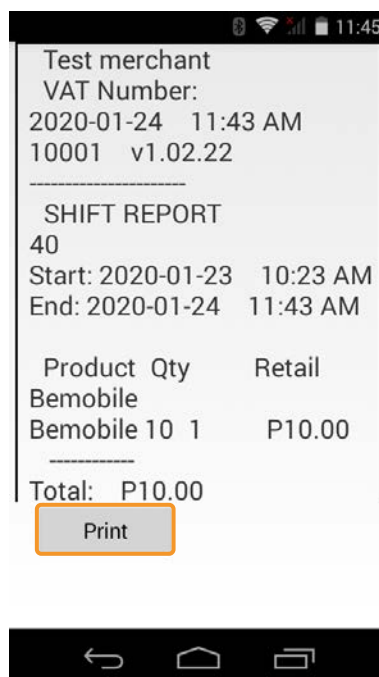 11:45
Test merchant
VAT Number:
2020-01-24 11:43 AM
10001 v1.02.22
----------------------
SHIFT REPORT
40
Start: 2020-01-23 10:23 AM
End: 2020-01-24 11:43 AM
Product Qty Retail
Bemobile
Bemobile 10 1 P10.00
------------
Total: P10.00
Print